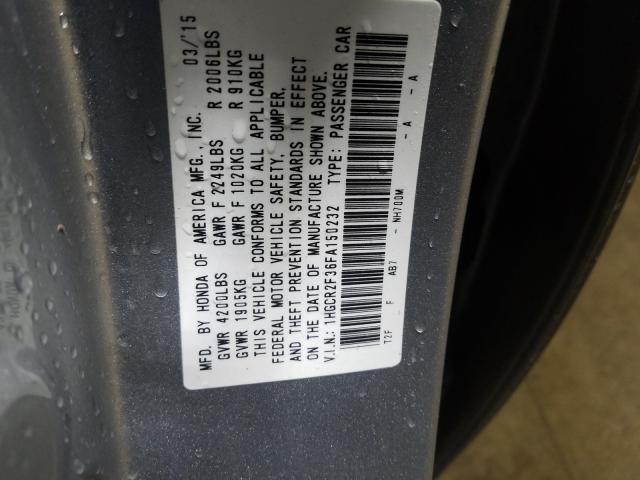 MFD. BY HONDA OF AMERICA MFG., INC. 03/'15
GVWR 4200LBS GAWR F 2249LBS R 2006LBS
GVWR 1905KG GAWR F 1020KG R 910KG
THIS VEHICLE CONFORMS TO ALL APPLICABLE
FEDERAL MOTOR VEHICLE SAFETY, BUMPER,
AND THEFT PREVENTION STANDARDS IN EFFECT
ON THE DATE OF MANUFACTURE SHOWN ABOVE.
V.I.N.: 1HGCR2F36FA150232 TYPE: PASSENGER CAR
T2F F AB7 - NH700M - A - A